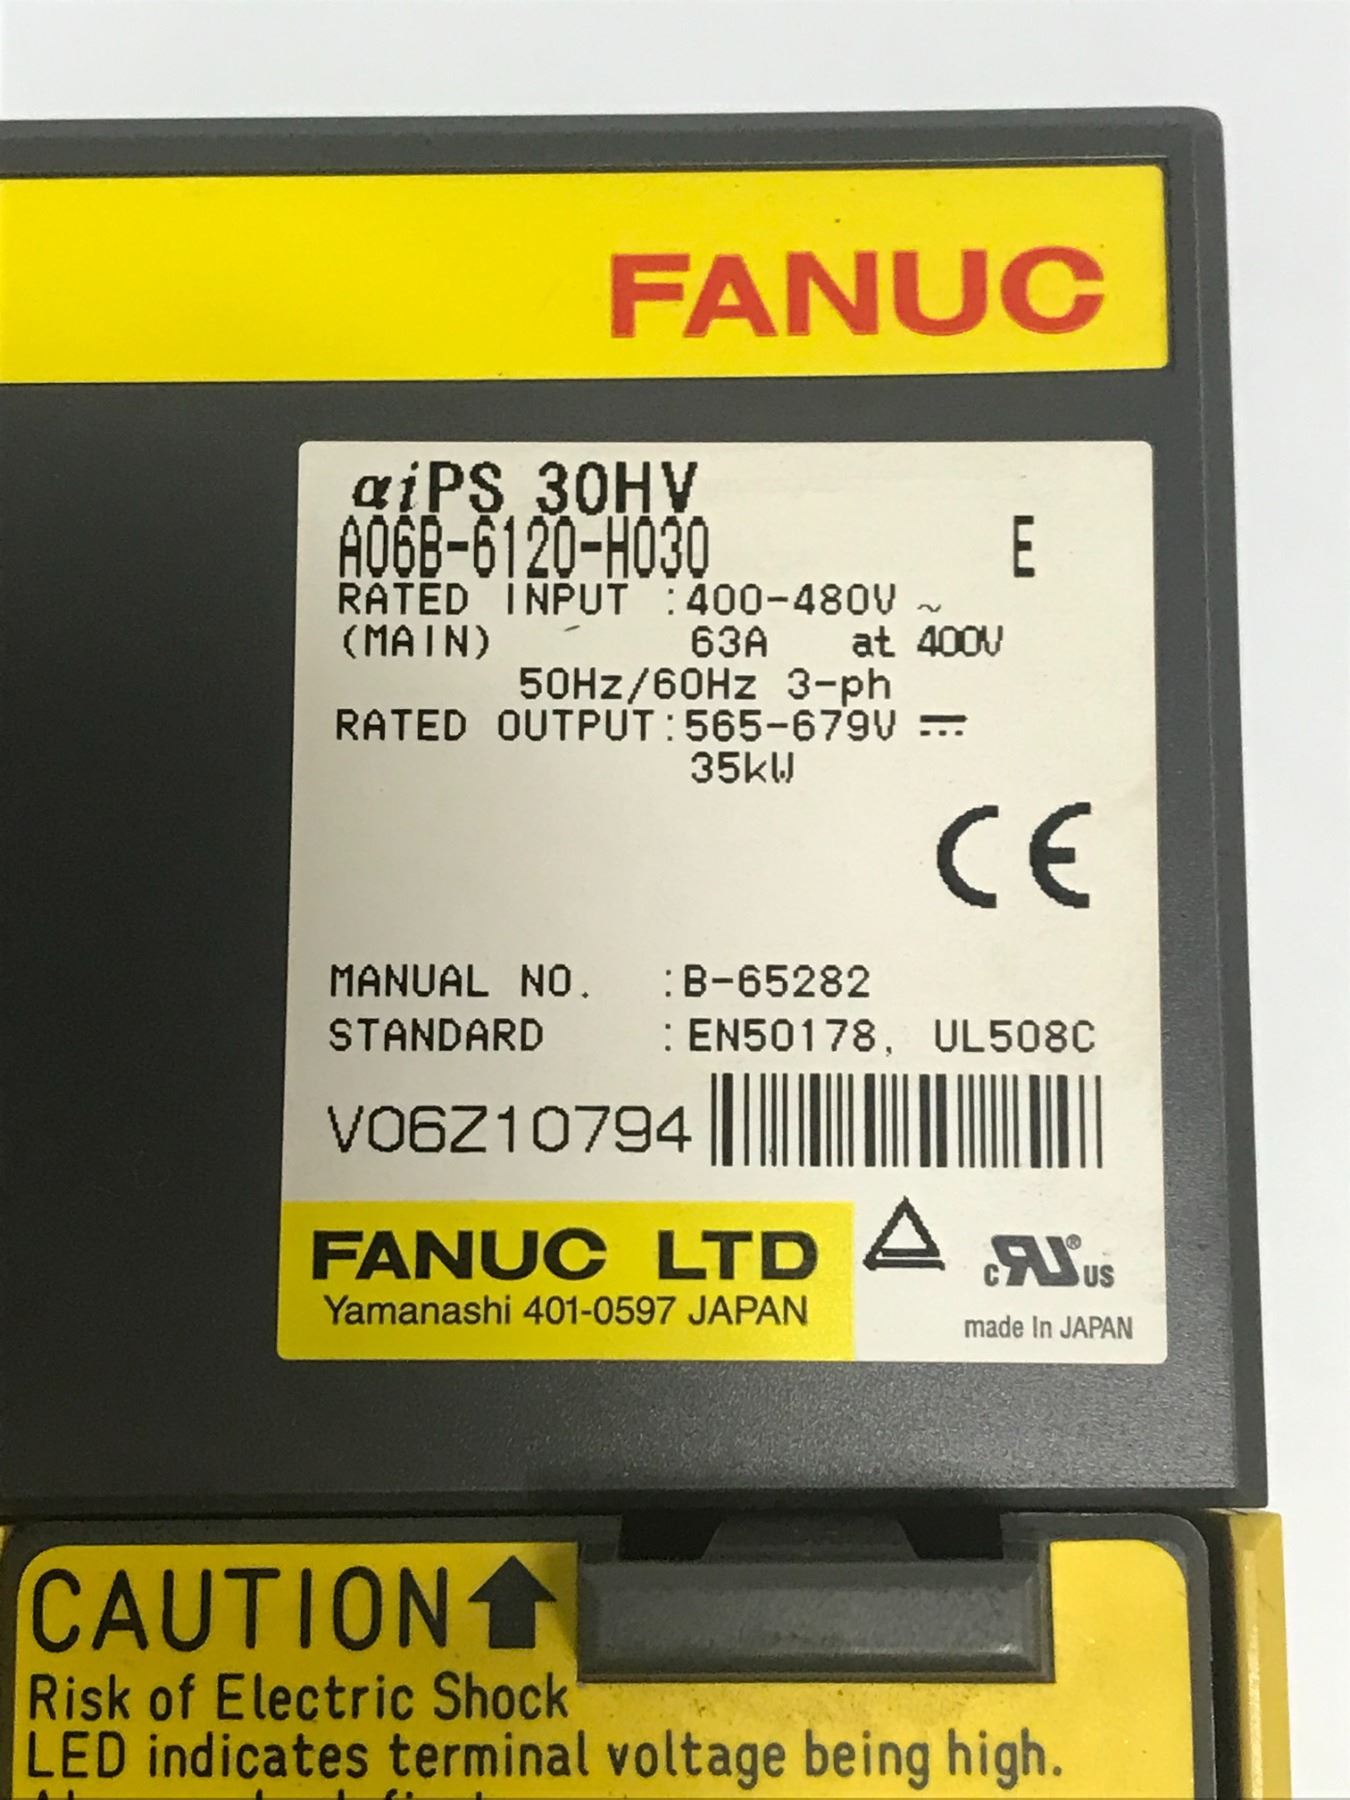 FANUC
αiPS 30HV
A06B-6120-H030 E
RATED INPUT :400-480V ~
(MAIN) 63A at 400V
50Hz/60Hz 3-ph
RATED OUTPUT:565-679V ⎓
35kW
CE
MANUAL NO. :B-65282
STANDARD :EN50178, UL508C
V06Z10794
FANUC LTD
Yamanashi 401-0597 JAPAN
c RU ® US
made In JAPAN
CAUTION
Risk of Electric Shock
LED indicates terminal voltage being high.